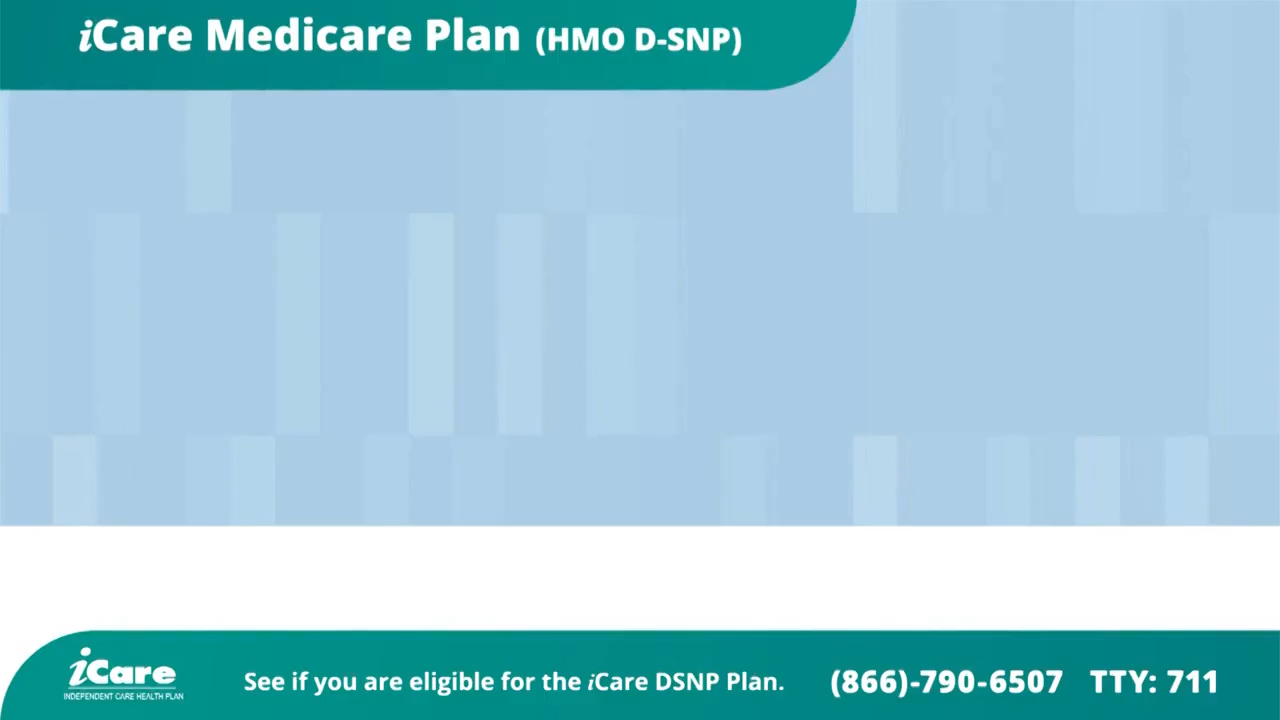 iCare Medicare Plan (HMO D-SNP)
iCare
INDEPENDENT CARE HEALTH PLAN
See if you are eligible for the iCare DSNP Plan. (866)-790-6507 TTY: 711